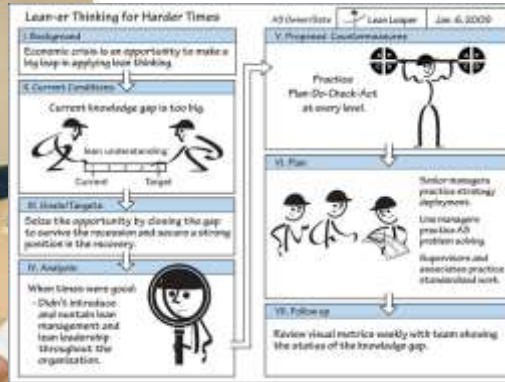 Lean-er Thinking for Harder Times
A3 Owner/Date
Lean Leaper
Jan. 6, 2009
I. Background
Economic crisis is an opportunity to make a
big leap in applying lean thinking.
II. Current Conditions
Current knowledge gap is too big.
lean understanding
Current Target
III. Goals/Targets
Seize the opportunity by closing the gap
to survive the recession and secure a strong
position in the recovery.
IV. Analysis
When times were good:
- Didn't introduce
and sustain lean
management and
lean leadership
throughout the
organization.
V. Proposed Countermeasures
Practice
Plan-Do-Check-Act
at every level.
VI. Plan
Senior managers
practice strategy
deployment.
Line managers
practice A3
problem solving.
Supervisors and
associates practice
standardized work.
VII. Followup
Review visual metrics weekly with team showing
the status of the knowledge gap.